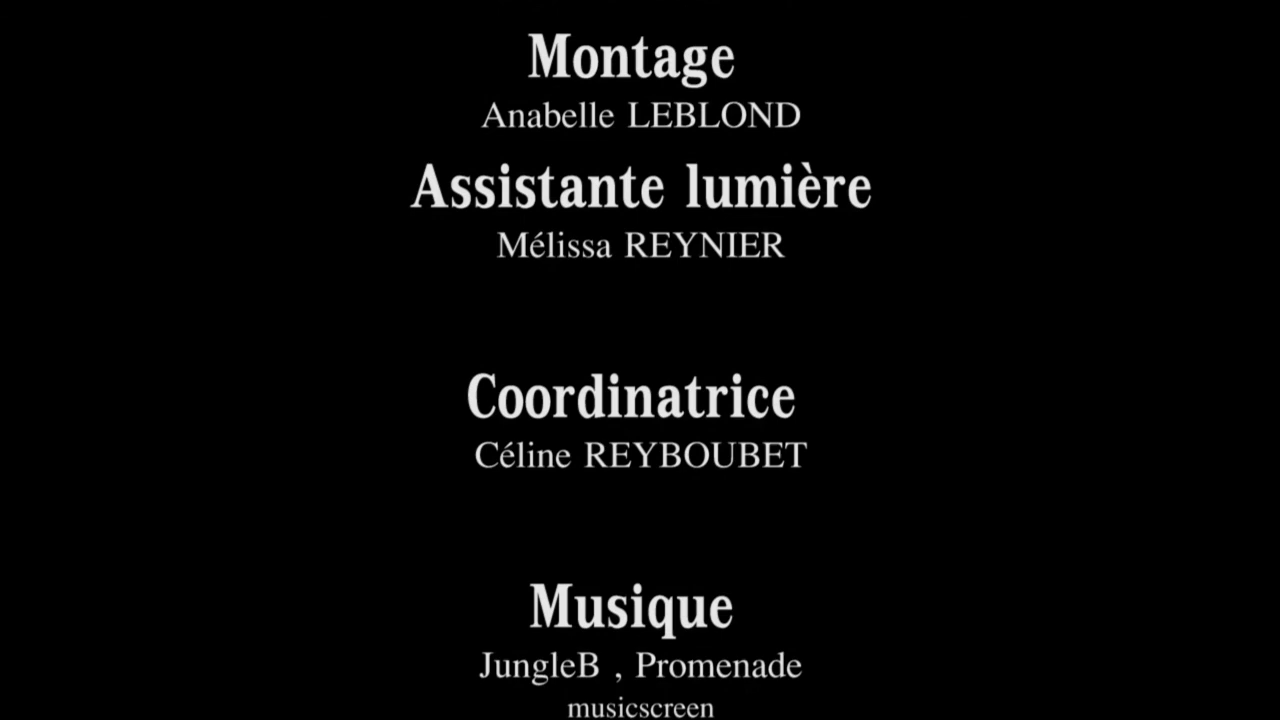 Montage
Anabelle LEBLOND
Assistante lumière
Mélissa REYNIER
Coordinatrice
Céline REYBOUBET
Musique
JungleB , Promenade
musicscreen